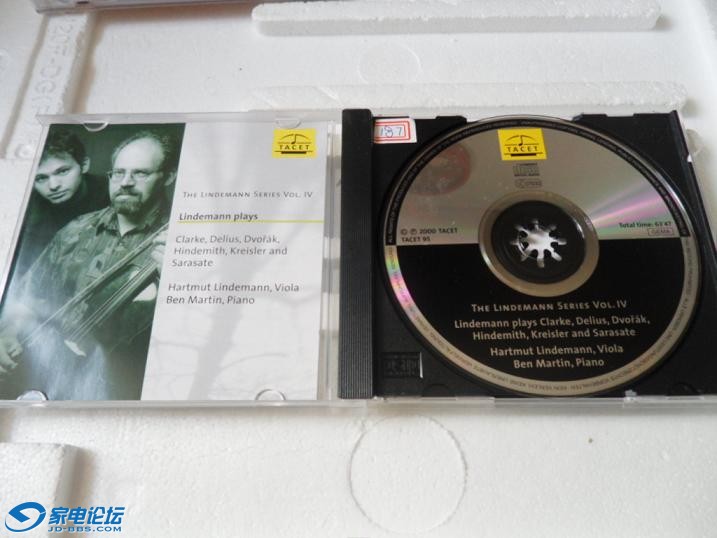 TACET
THE LINDEMANN SERIES VOL. IV
Lindemann plays
Clarke, Delius, Dvořák,
Hindemith, Kreisler and
Sarasate
Hartmut Lindemann, Viola
Ben Martin, Piano
187
TACET
℗ © 2000 TACET
TACET 95
Total time: 63'47
GEMA
THE LINDEMANN SERIES VOL. IV
Lindemann plays Clarke, Delius, Dvořák,
Hindemith, Kreisler and Sarasate
Hartmut Lindemann, Viola
Ben Martin, Piano
家电论坛
JD-BBS.COM